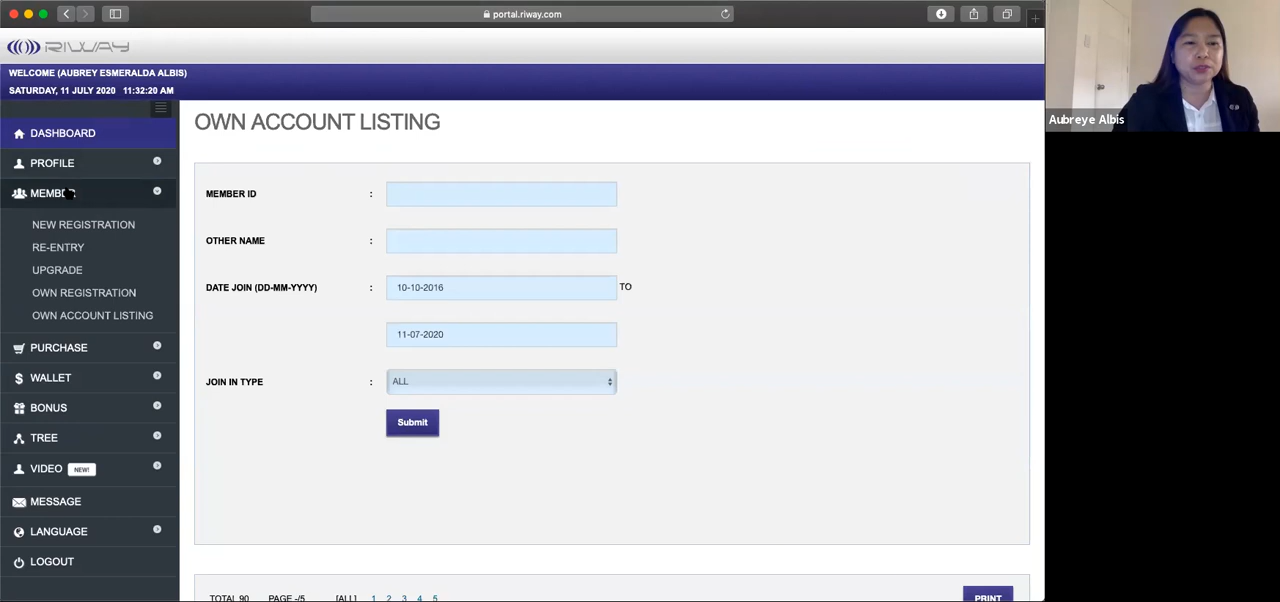 portal.riway.com
RIWAY
WELCOME (AUBREY ESMERALDA ALBIS)
SATURDAY, 11 JULY 2020 11:32:20 AM
DASHBOARD
PROFILE
MEMBER
NEW REGISTRATION
RE-ENTRY
UPGRADE
OWN REGISTRATION
OWN ACCOUNT LISTING
PURCHASE
WALLET
BONUS
TREE
VIDEO NEW!
MESSAGE
LANGUAGE
LOGOUT
OWN ACCOUNT LISTING
MEMBER ID :
OTHER NAME :
DATE JOIN (DD-MM-YYYY) : 10-10-2016 TO
11-07-2020
JOIN IN TYPE : ALL
Submit
TOTAL 90 PAGE -/5 [ALL] 1 2 3 4 5
PRINT
Aubreye Albis